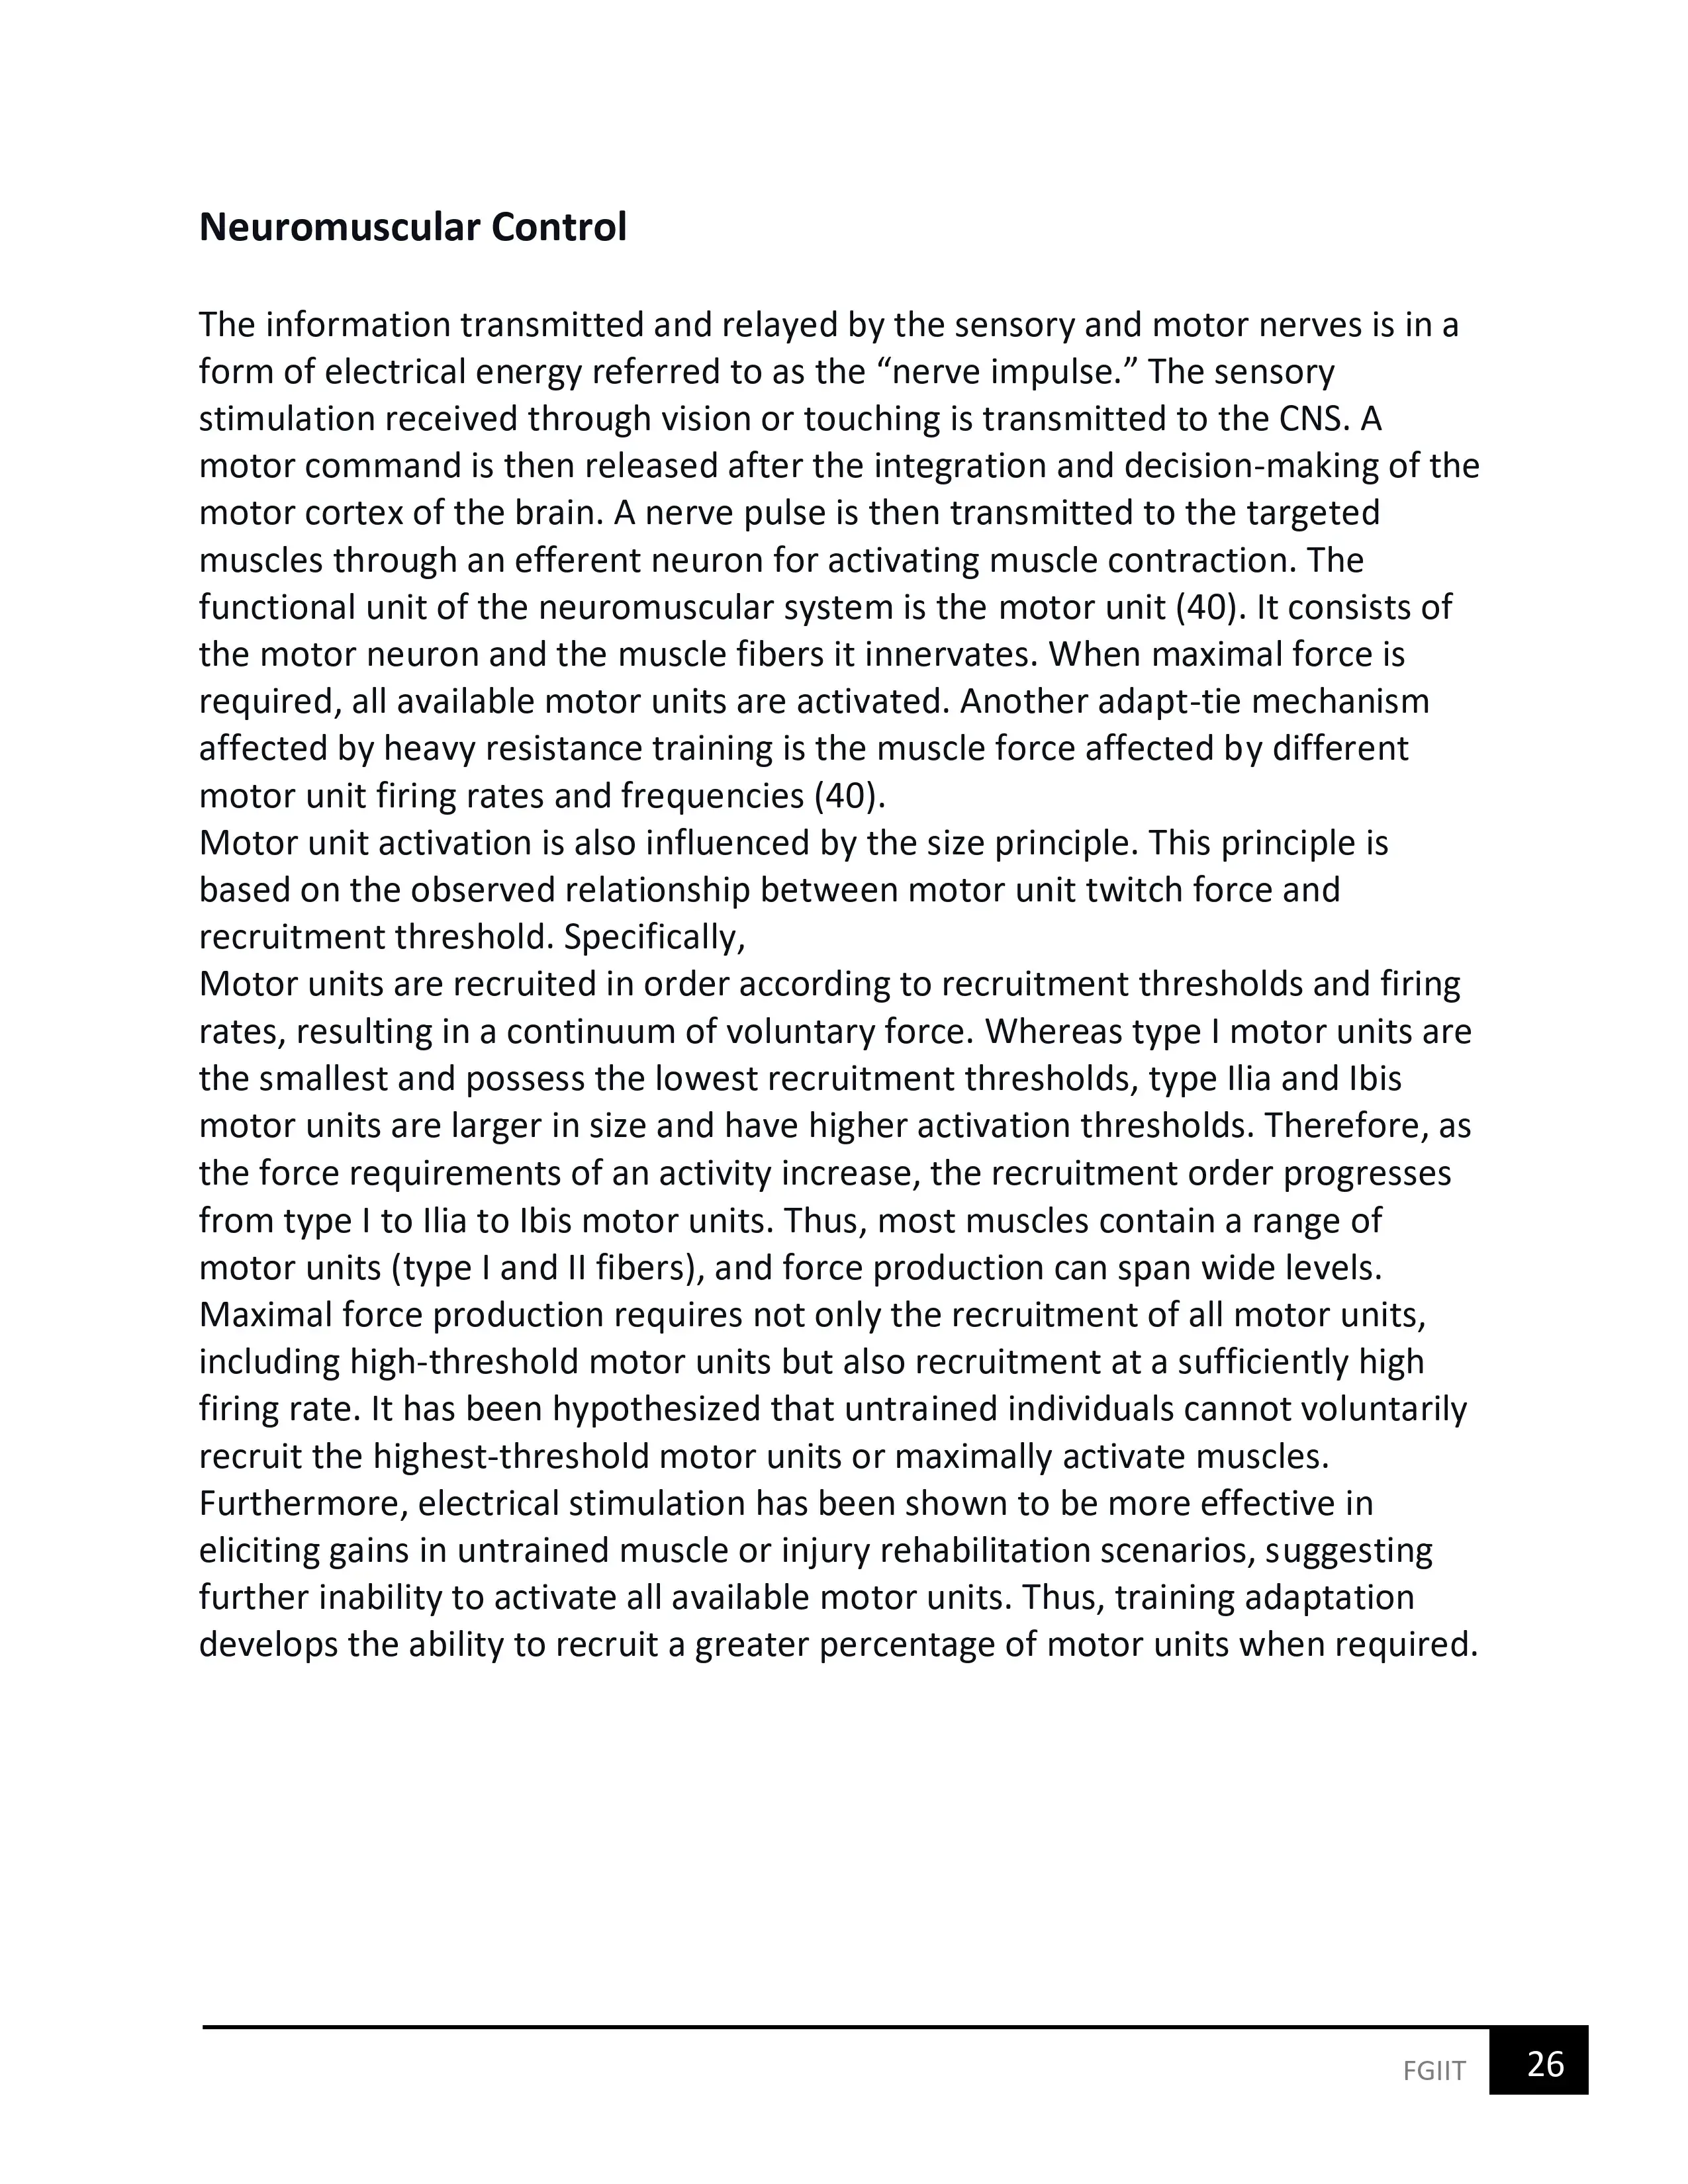 Neuromuscular Control
The information transmitted and relayed by the sensory and motor nerves is in a
form of electrical energy referred to as the “nerve impulse.” The sensory
stimulation received through vision or touching is transmitted to the CNS. A
motor command is then released after the integration and decision-making of the
motor cortex of the brain. A nerve pulse is then transmitted to the targeted
muscles through an efferent neuron for activating muscle contraction. The
functional unit of the neuromuscular system is the motor unit (40). It consists of
the motor neuron and the muscle fibers it innervates. When maximal force is
required, all available motor units are activated. Another adapt-tie mechanism
affected by heavy resistance training is the muscle force affected by different
motor unit firing rates and frequencies (40).
Motor unit activation is also influenced by the size principle. This principle is
based on the observed relationship between motor unit twitch force and
recruitment threshold. Specifically,
Motor units are recruited in order according to recruitment thresholds and firing
rates, resulting in a continuum of voluntary force. Whereas type I motor units are
the smallest and possess the lowest recruitment thresholds, type Ilia and Ibis
motor units are larger in size and have higher activation thresholds. Therefore, as
the force requirements of an activity increase, the recruitment order progresses
from type I to Ilia to Ibis motor units. Thus, most muscles contain a range of
motor units (type I and II fibers), and force production can span wide levels.
Maximal force production requires not only the recruitment of all motor units,
including high-threshold motor units but also recruitment at a sufficiently high
firing rate. It has been hypothesized that untrained individuals cannot voluntarily
recruit the highest-threshold motor units or maximally activate muscles.
Furthermore, electrical stimulation has been shown to be more effective in
eliciting gains in untrained muscle or injury rehabilitation scenarios, suggesting
further inability to activate all available motor units. Thus, training adaptation
develops the ability to recruit a greater percentage of motor units when required.
FGIIT 26